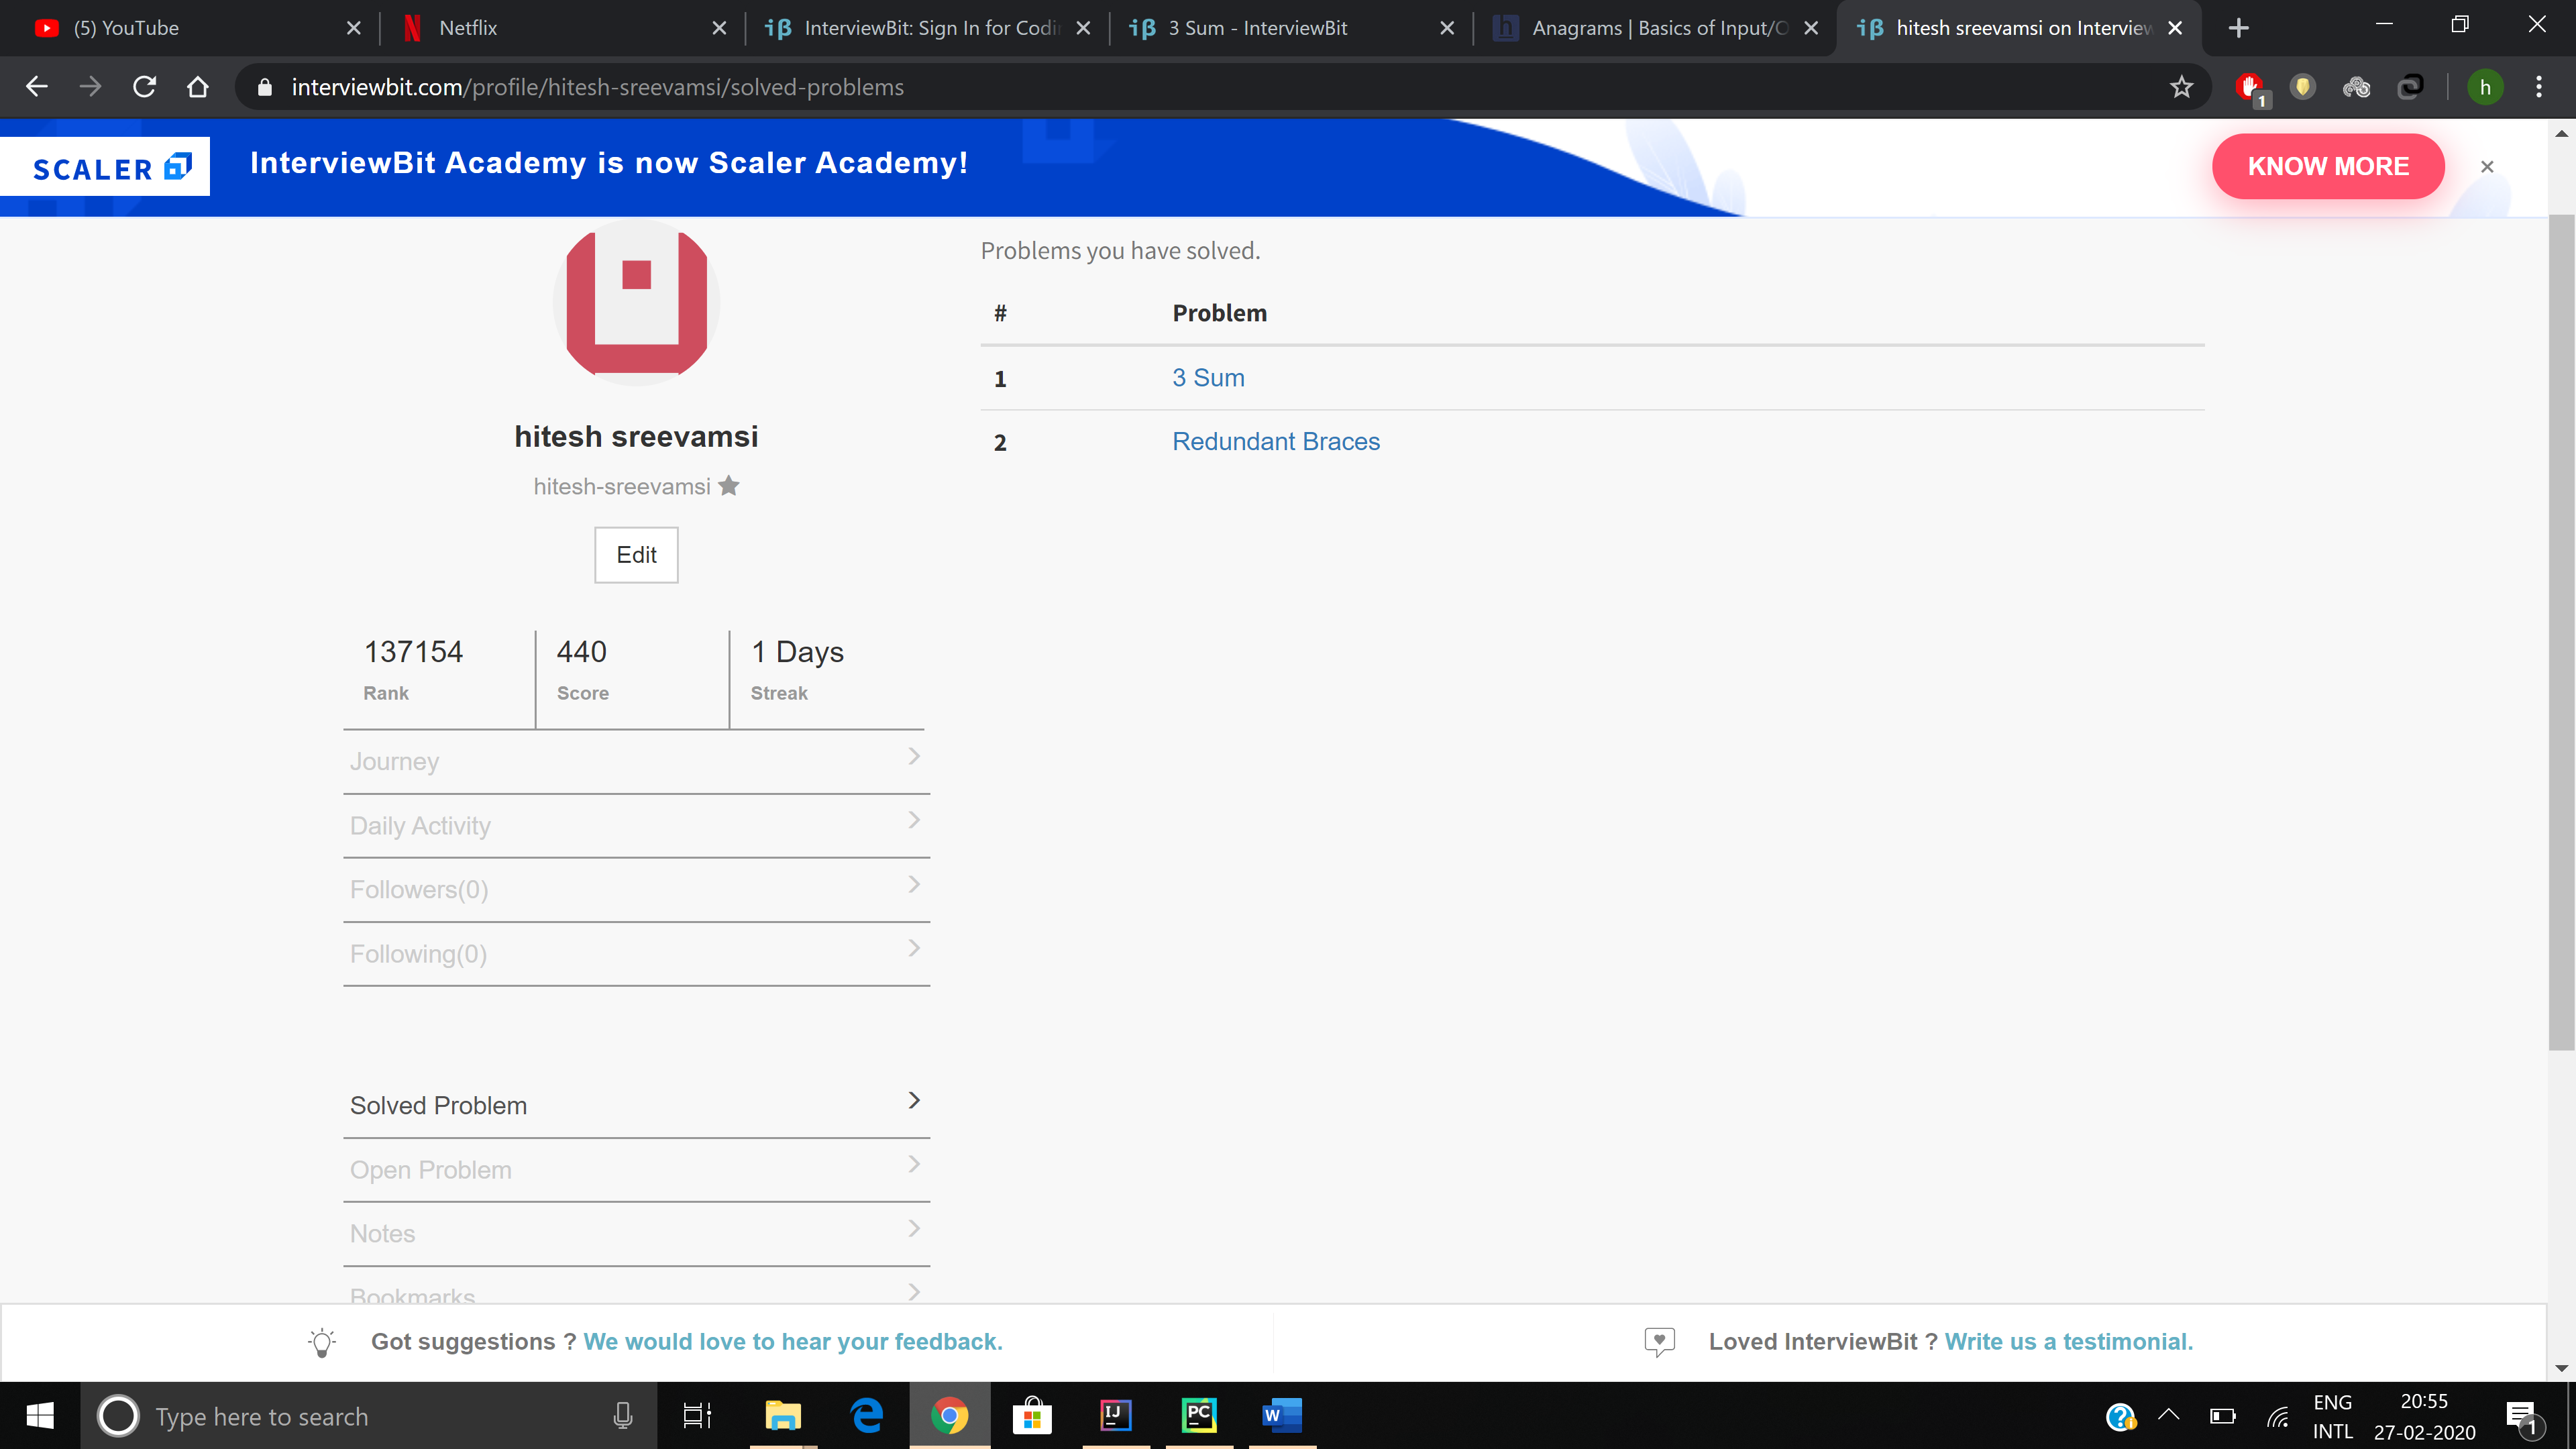 (5) YouTube
Netflix
InterviewBit: Sign In for Codi
3 Sum - InterviewBit
Anagrams | Basics of Input/O
hitesh sreevamsi on Interview
interviewbit.com/profile/hitesh-sreevamsi/solved-problems
1
h
SCALER
InterviewBit Academy is now Scaler Academy!
KNOW MORE
Problems you have solved.
# Problem
1 3 Sum
2 Redundant Braces
hitesh sreevamsi
hitesh-sreevamsi
Edit
137154 440 1 Days
Rank Score Streak
Journey
Daily Activity
Followers(0)
Following(0)
Solved Problem
Open Problem
Notes
Bookmarks
Got suggestions ? We would love to hear your feedback.
Loved InterviewBit ? Write us a testimonial.
Type here to search
IJ
PC
W
ENG
INTL
20:55
27-02-2020
1